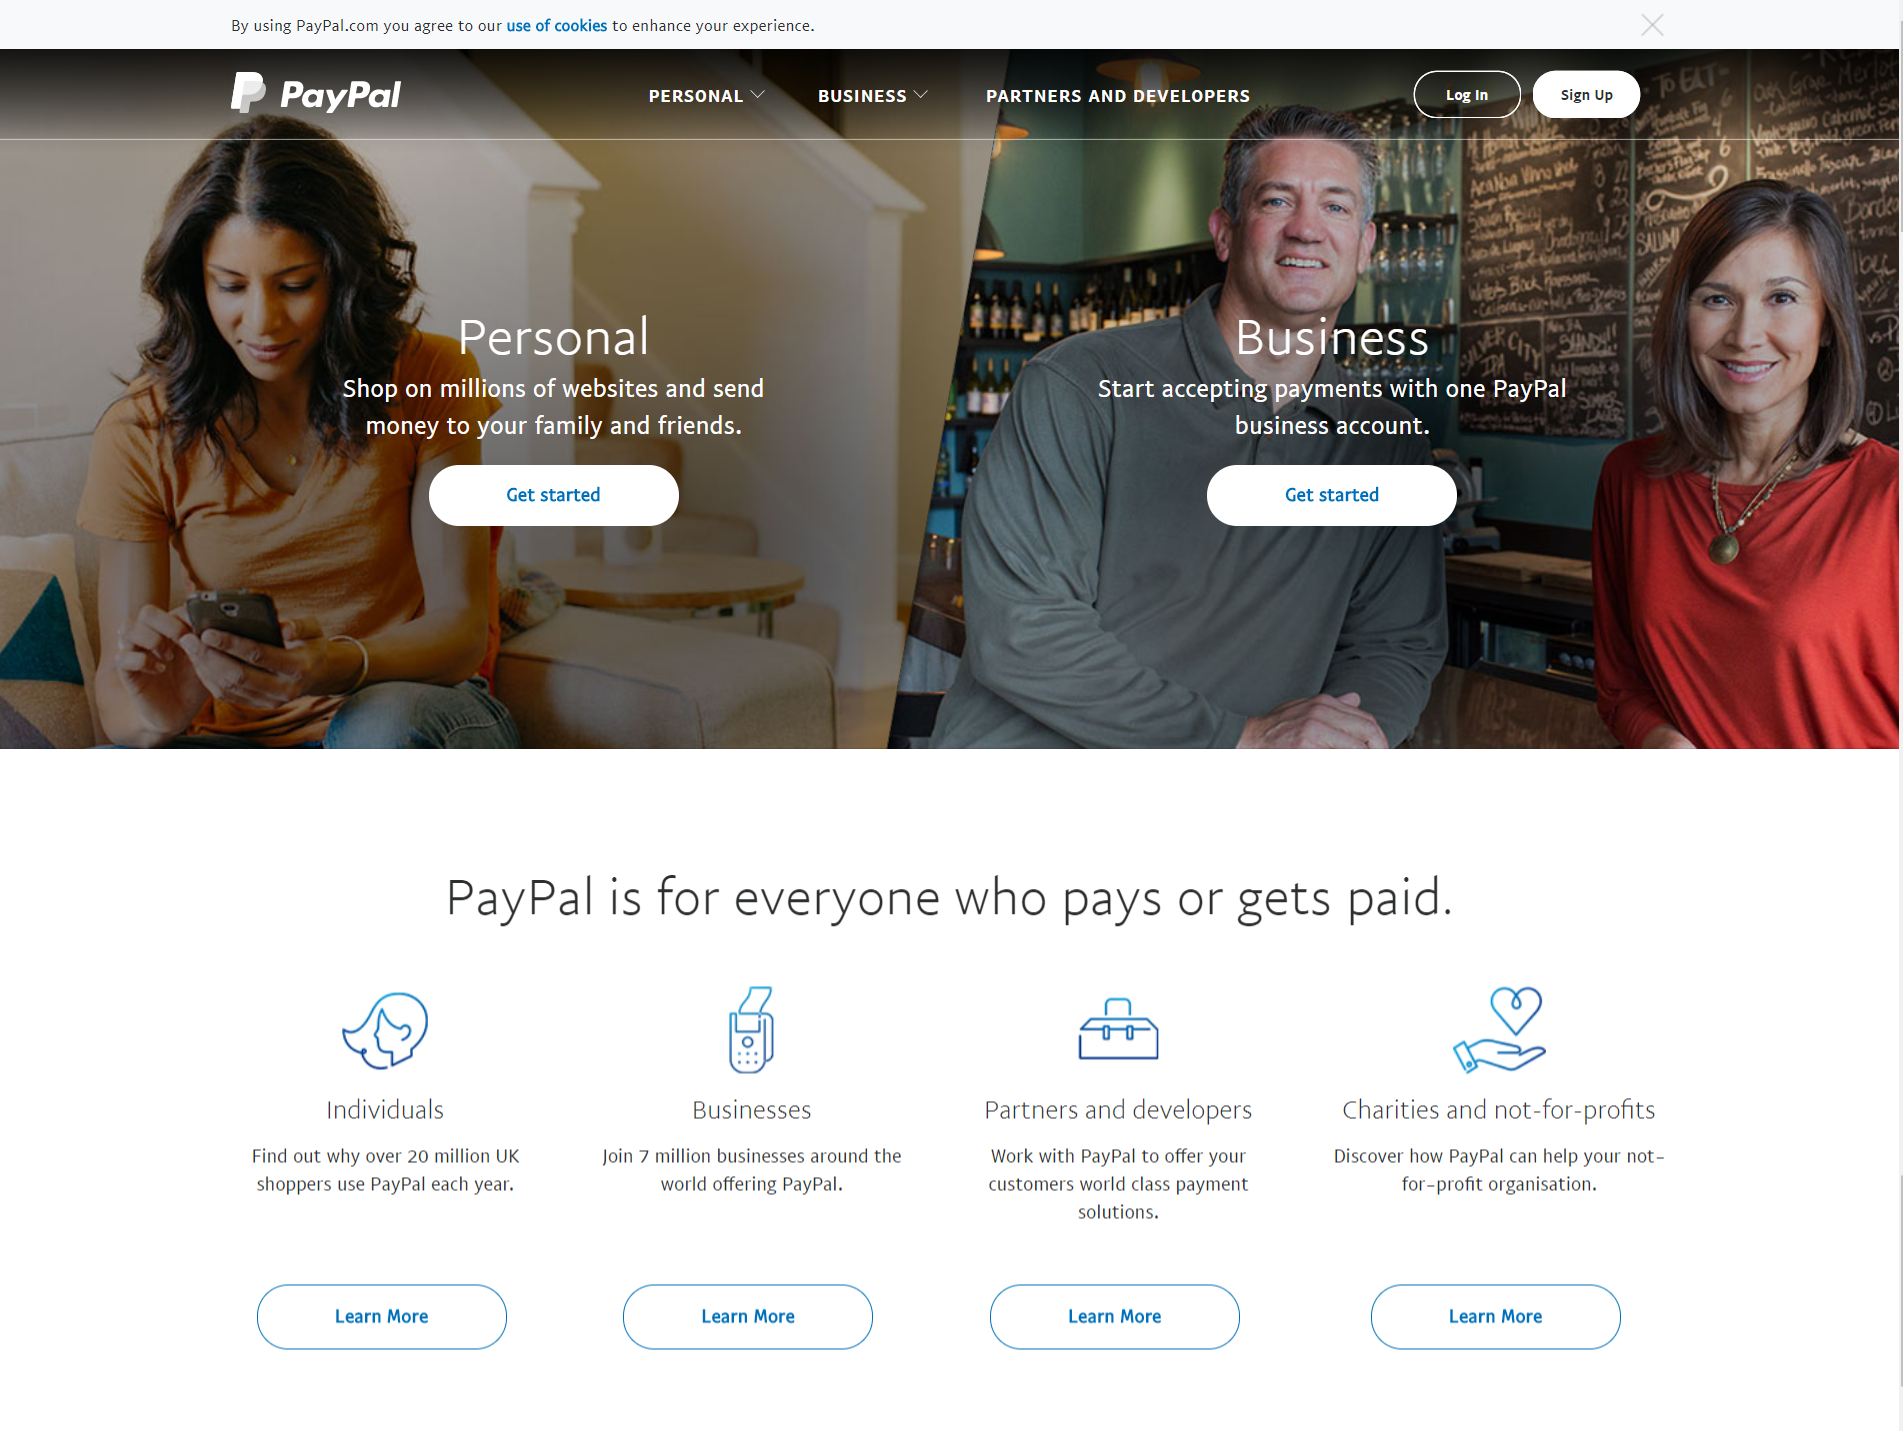 By using PayPal.com you agree to our use of cookies to enhance your experience.
PayPal
PERSONAL
BUSINESS
PARTNERS AND DEVELOPERS
Log In
Sign Up
Personal
Shop on millions of websites and send
money to your family and friends.
Get started
Business
Start accepting payments with one PayPal
business account.
Get started
PayPal is for everyone who pays or gets paid.
Individuals
Find out why over 20 million UK
shoppers use PayPal each year.
Learn More
Businesses
Join 7 million businesses around the
world offering PayPal.
Learn More
Partners and developers
Work with PayPal to offer your
customers world class payment
solutions.
Learn More
Charities and not-for-profits
Discover how PayPal can help your not-
for-profit organisation.
Learn More